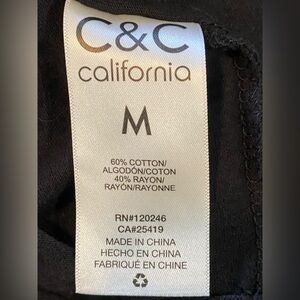 C&C
california
M
60% COTTON/
ALGODÓN/COTON
40% RAYON/
RAYÓN/RAYONNE
RN#120246
CA#25419
MADE IN CHINA
HECHO EN CHINA
FABRIQUÉ EN CHINE